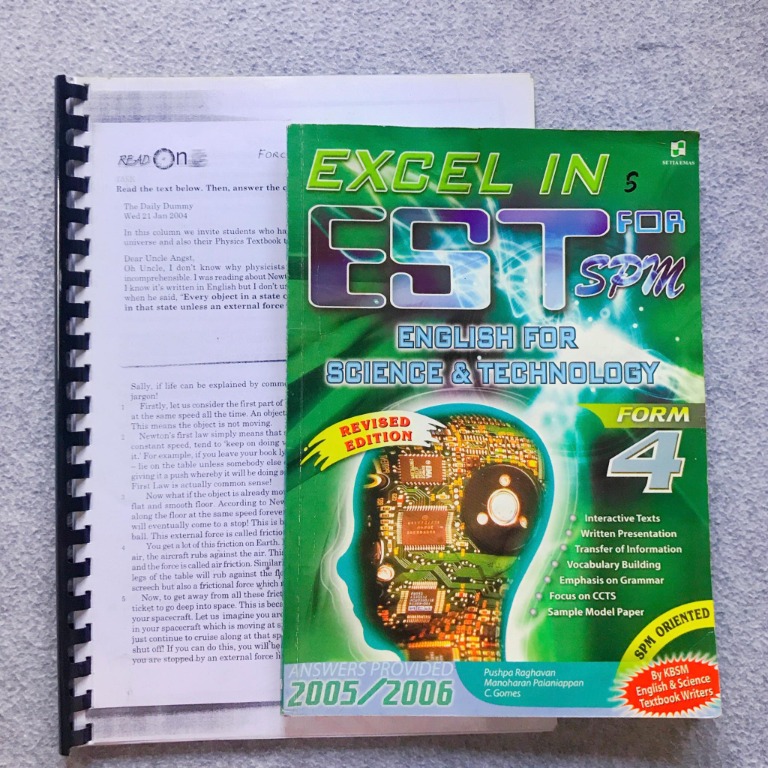 READ On
FORC
Read the text below. Then, answer the
The Daily Dummy
Wed 21 Jan 2004
In this column we invite students who ha
universe and also their Physics Textbook
Dear Uncle Angst,
Oh Uncle, I don't know why physicists
incomprehensible. I was reading about Newt
I know it's written in English but I don't
when he said, "Every object in a state
in that state unless an external force
Sally, if life can be explained by
jargon!
1 Firstly, let us consider the first part of
at the same speed all the time. An object
This means the object is not moving.
2 Newton's first law simply means that
constant speed, tend to 'keep on doing
it.' For example, if you leave your book
– lie on the table unless somebody else
giving it a push whereby it will be doing
First Law is actually common sense!
3 Now what if the object is already
flat and smooth floor. According to
along the floor at the same speed
will eventually come to a stop! This is
ball. This external force is called
4 You get a lot of this friction on Earth.
air, the aircraft rubs against the air.
and the force is called air friction.
legs of the table will rub against the
screech but also a frictional force which
5 Now, to get away from all these
ticket to go deep into space. This is
your spacecraft. Let us imagine you are
in your spacecraft which is moving at
just continue to cruise along at that
shut off! If you can do this, you will
you are stopped by an external force
SETIA EMAS
EXCEL IN 5
EST FOR
SPM
ENGLISH FOR
SCIENCE & TECHNOLOGY
FORM
4
REVISED
EDITION
Interactive Texts
Written Presentation
Transfer of Information
Vocabulary Building
Emphasis on Grammar
Focus on CCTS
Sample Model Paper
SPM ORIENTED
By KBSM
English & Science
Textbook Writers
ANSWERS PROVIDED
2005/2006
Pushpa Raghavan
Manoharan Palaniappan
C.Gomes